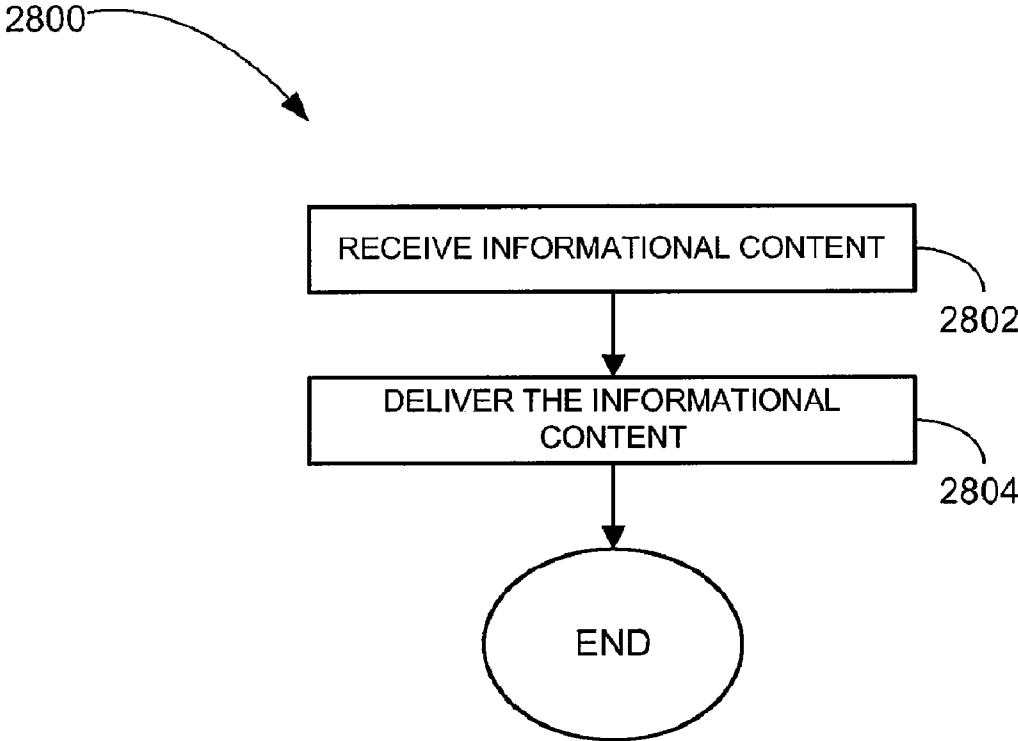 2800
RECEIVE INFORMATIONAL CONTENT
2802
DELIVER THE INFORMATIONAL
CONTENT
2804
END